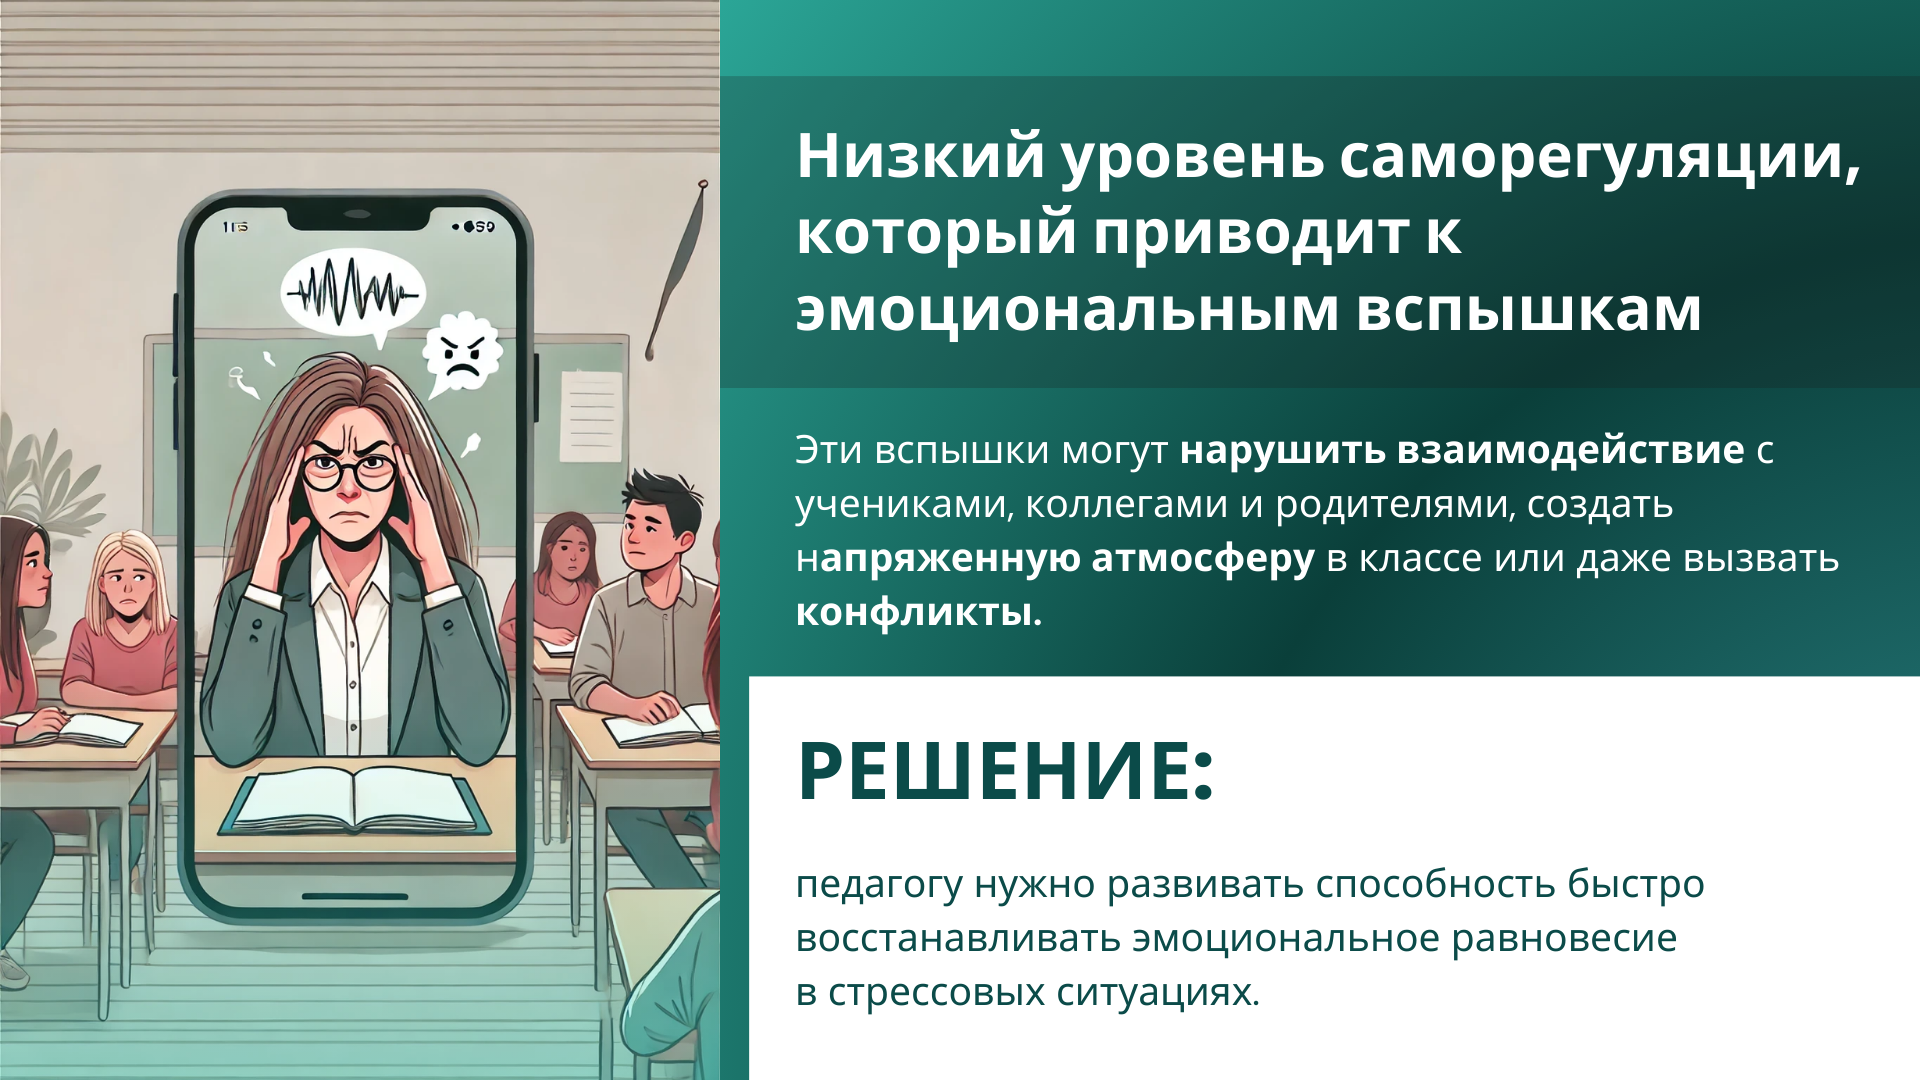 Низкий уровень саморегуляции,
который приводит к
эмоциональным вспышкам
Эти вспышки могут нарушить взаимодействие с
учениками, коллегами и родителями, создать
напряженную атмосферу в классе или даже вызвать
конфликты.
РЕШЕНИЕ:
педагогу нужно развивать способность быстро
восстанавливать эмоциональное равновесие
в стрессовых ситуациях.